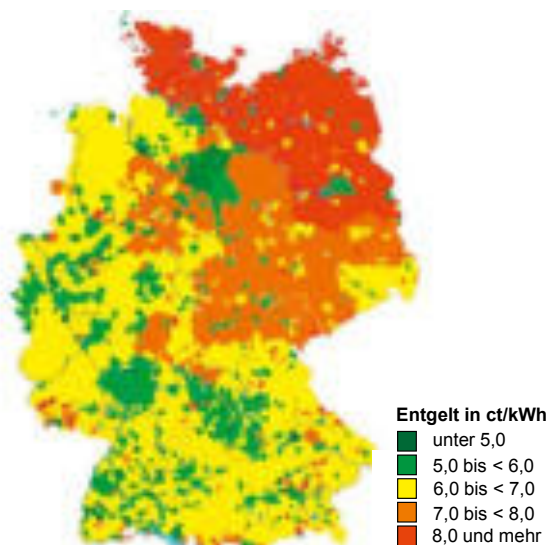 Entgelt in ct/kWh
unter 5,0
5,0 bis < 6,0
6,0 bis < 7,0
7,0 bis < 8,0
8,0 und mehr